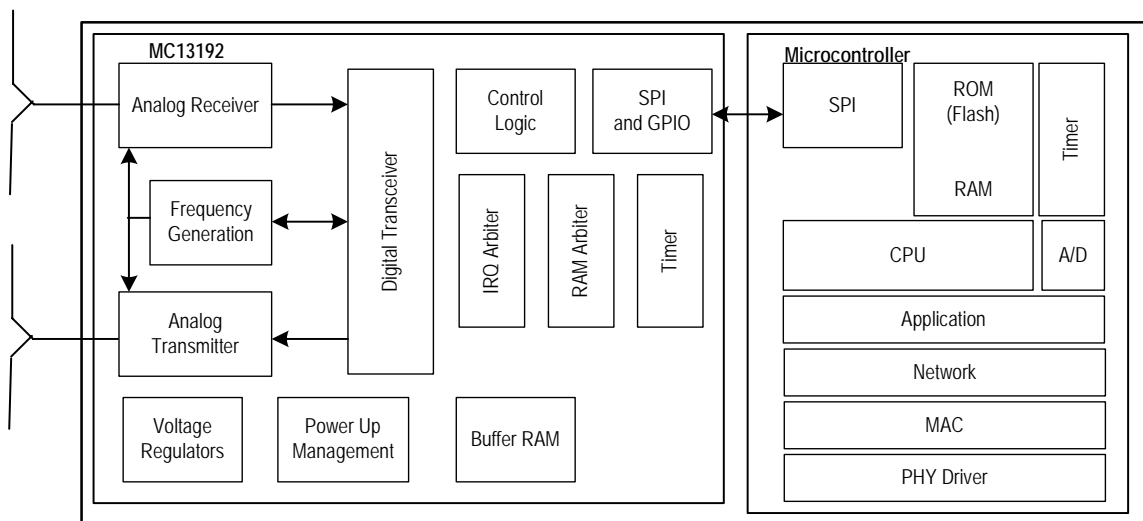 MC13192
Analog Receiver
Frequency
Generation
Analog
Transmitter
Digital Transceiver
Control
Logic
SPI
and GPIO
IRQ Arbiter
RAM Arbiter
Timer
Voltage
Regulators
Power Up
Management
Buffer RAM
Microcontroller
SPI
ROM
(Flash)
RAM
Timer
CPU
A/D
Application
Network
MAC
PHY Driver